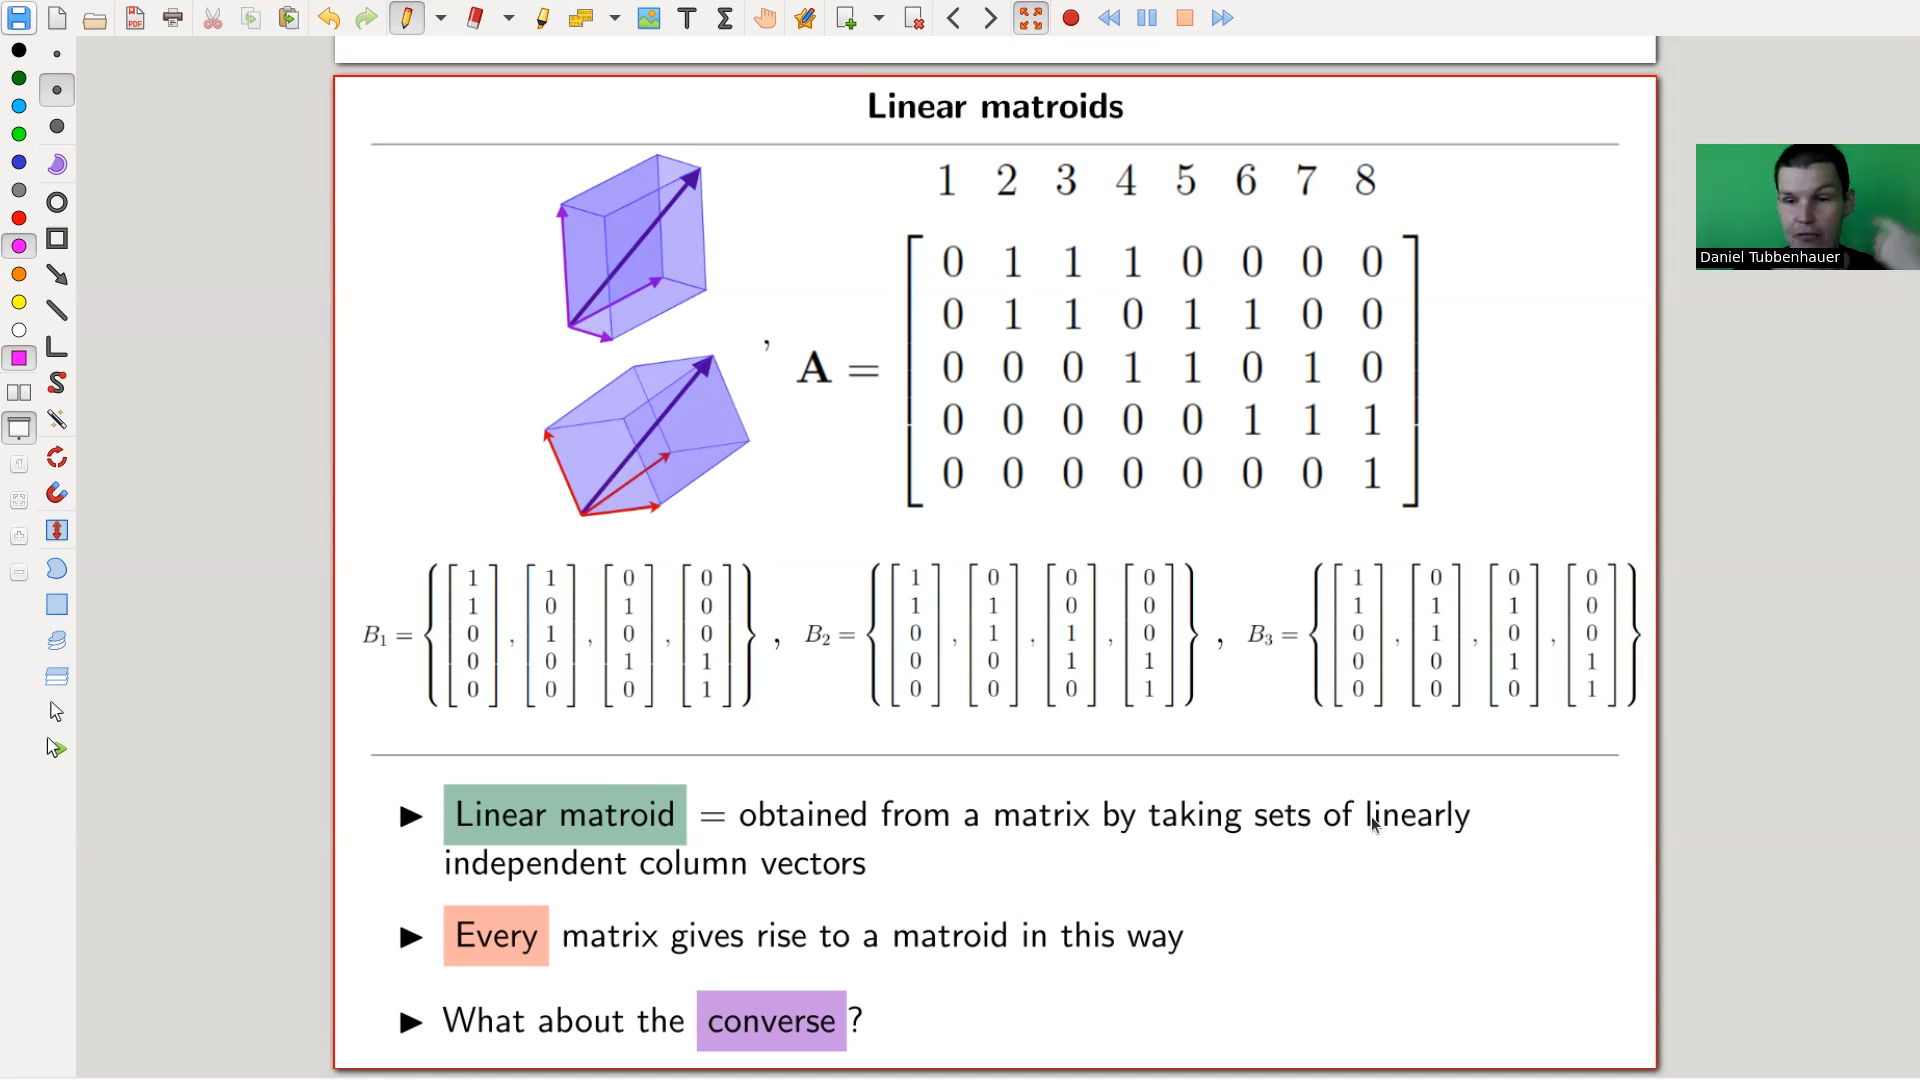 Linear matroids
1 2 3 4 5 6 7 8
0 1 1 1 0 0 0 0
0 1 1 0 1 1 0 0
, A =
0 0 0 1 1 0 1 0
0 0 0 0 0 1 1 1
0 0 0 0 0 0 0 1
Daniel Tubbenhauer
1 1 0 0 1 0 0 0 1 0 0 0
1 0 1 0 1 1 0 0 1 1 1 0
B₁ = { 0 , 1 , 0 , 0 } , B₂ = { 0 , 1 , 1 , 0 } , B₃ = { 0 , 1 , 0 , 0 }
0 0 1 1 0 0 1 1 0 0 1 1
0 0 0 1 0 0 0 1 0 0 0 1
▶ Linear matroid = obtained from a matrix by taking sets of linearly
independent column vectors
▶ Every matrix gives rise to a matroid in this way
▶ What about the converse ?